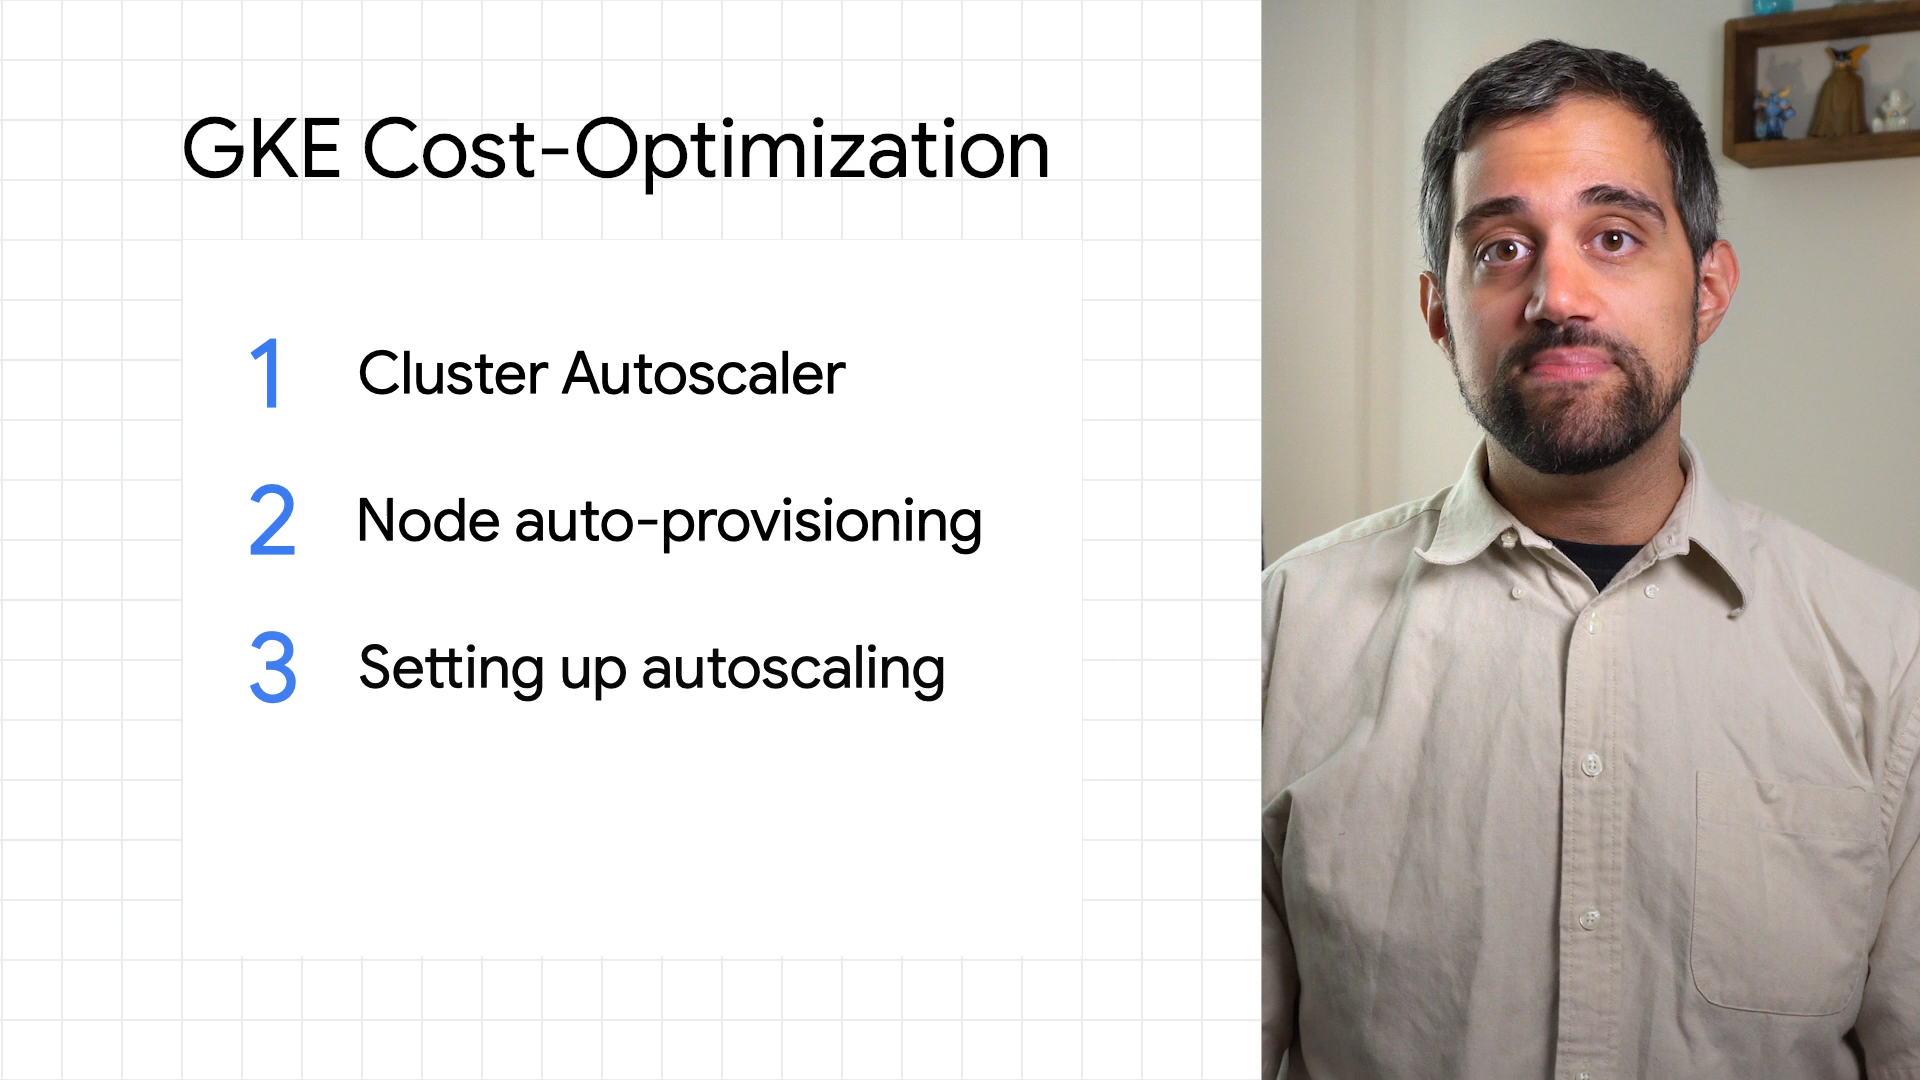 GKE Cost-Optimization
1 Cluster Autoscaler
2 Node auto-provisioning
3 Setting up autoscaling